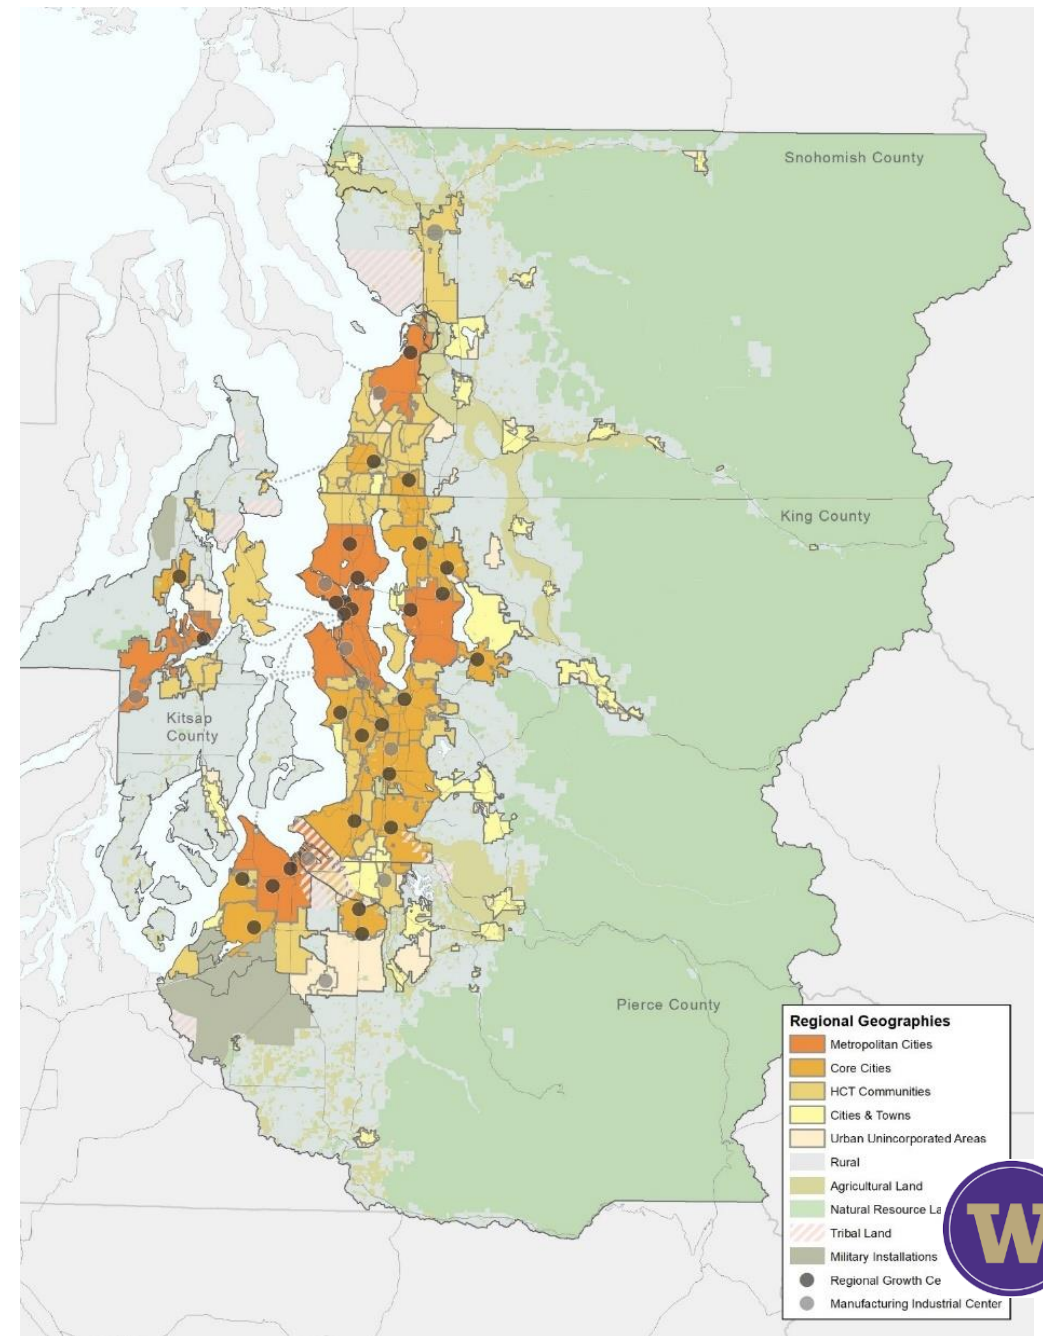 Snohomish County
King County
Kitsap
County
Pierce County
Regional Geographies
Metropolitan Cities
Core Cities
HCT Communities
Cities & Towns
Urban Unincorporated Areas
Rural
Agricultural Land
Natural Resource La
Tribal Land
Military Installations
Regional Growth Ce
Manufacturing Industrial Center
W